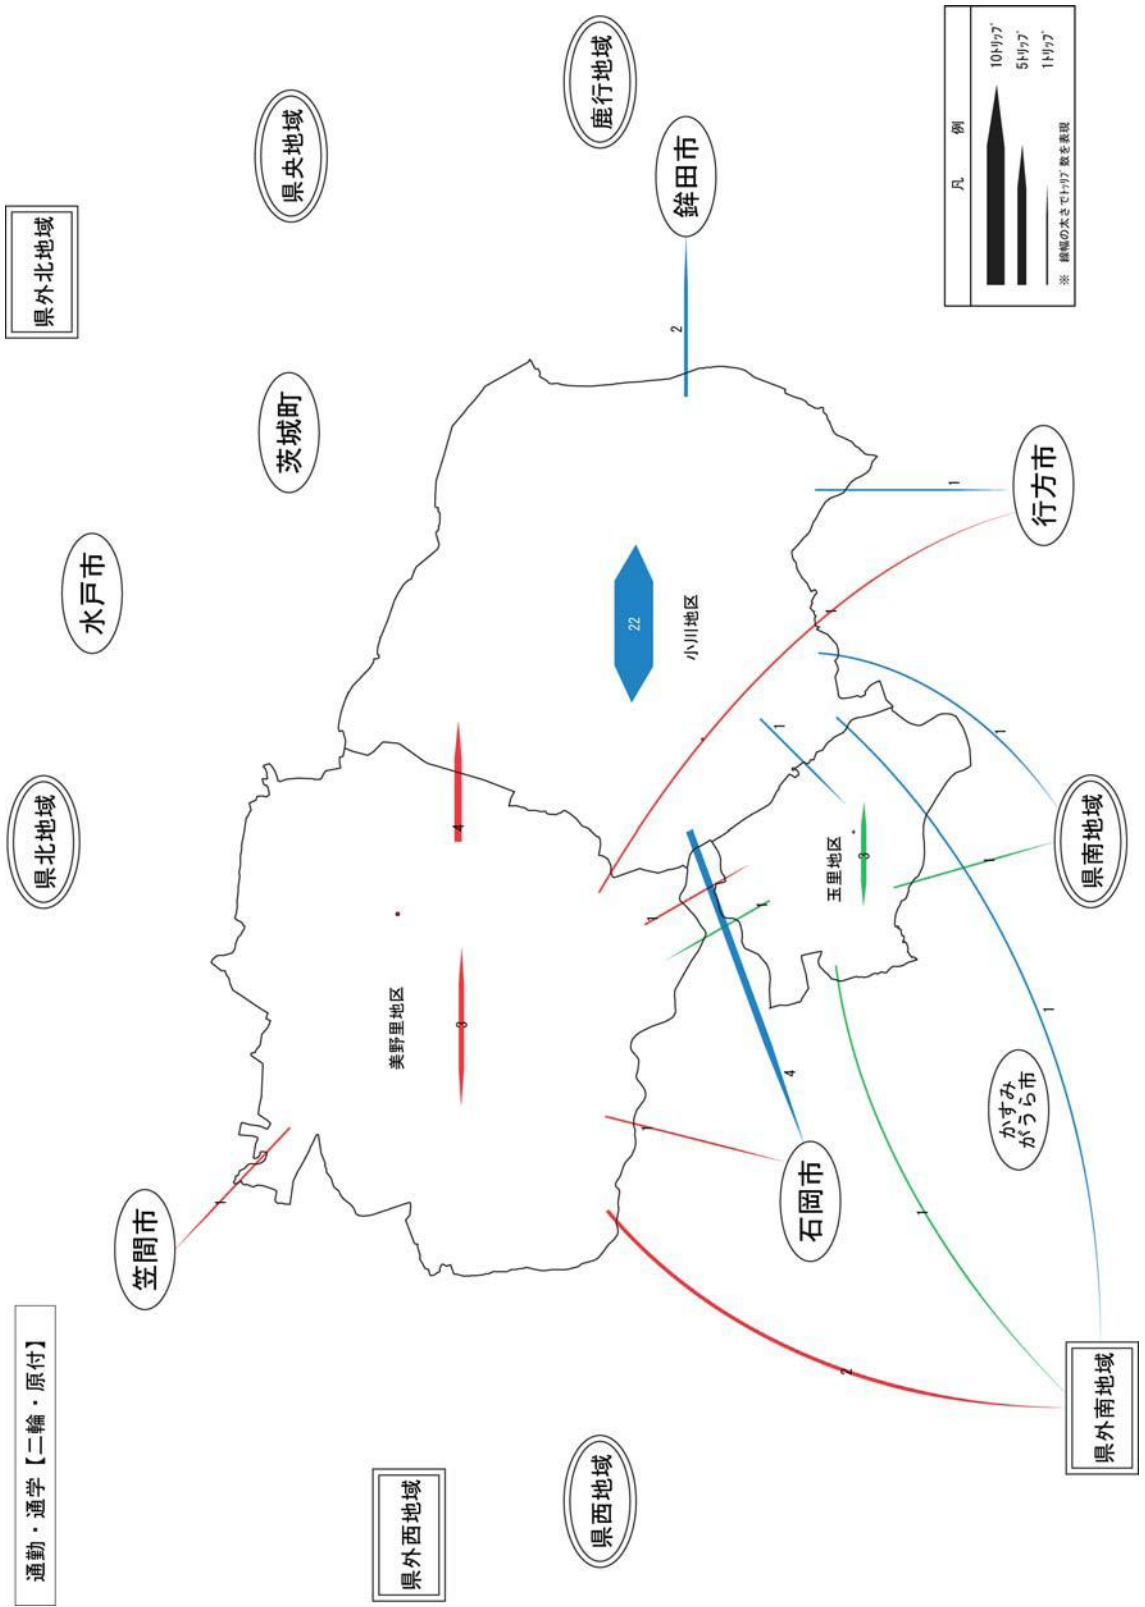 通勤・通学【二輪・原付】
県外北地域
県北地域
水戸市
県央地域
茨城町
笠間市
1
県外西地域
美野里地区
3
4
鹿行地域
鉾田市
2
22
小川地区
県西地域
1
1
1
1
1
2
石岡市
4
玉里地区
3
1
1
行方市
1
かすみ
がうら市
県南地域
1
1
1
県外南地域
凡 例
10トリップ
5トリップ
1トリップ
※ 線幅の太さでトリップ数を表現